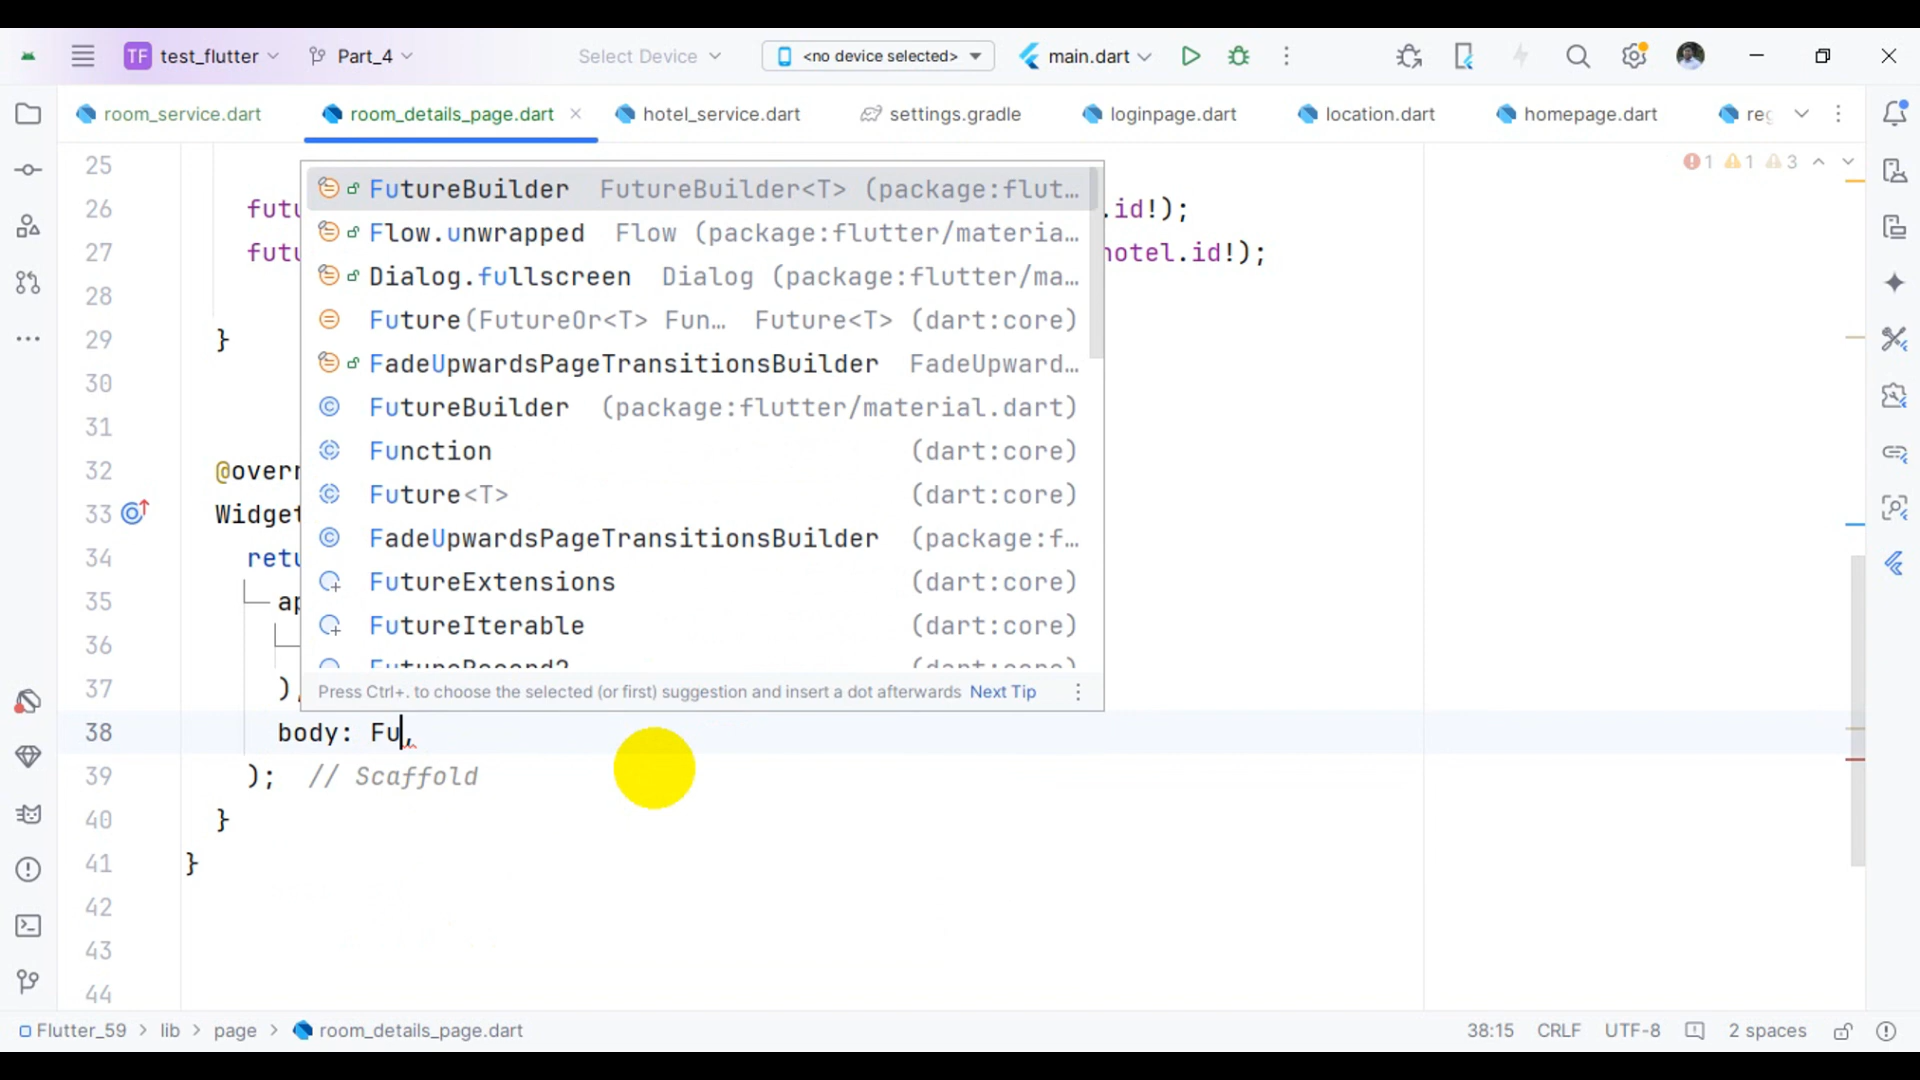 TF test_flutter Part_4 Select Device <no device selected> main.dart
room_service.dart room_details_page.dart hotel_service.dart settings.gradle loginpage.dart location.dart homepage.dart
1 1 3
25
26 .id!);
27 hotel.id!);
28
29 }
30
31
32 @overr
33 Widget
34 retu
35 ap
36
37 ),
38 body: Fu,
39 ); // Scaffold
40 }
41 }
42
43
44
FutureBuilder FutureBuilder<T> (package:flut…
Flow.unwrapped Flow (package:flutter/materia…
Dialog.fullscreen Dialog (package:flutter/ma…
Future(FutureOr<T> Fun… Future<T> (dart:core)
FadeUpwardsPageTransitionsBuilder FadeUpward…
FutureBuilder (package:flutter/material.dart)
Function (dart:core)
Future<T> (dart:core)
FadeUpwardsPageTransitionsBuilder (package:f…
FutureExtensions (dart:core)
FutureIterable (dart:core)
Press Ctrl+. to choose the selected (or first) suggestion and insert a dot afterwards Next Tip
Flutter_59 > lib > page > room_details_page.dart 38:15 CRLF UTF-8 2 spaces